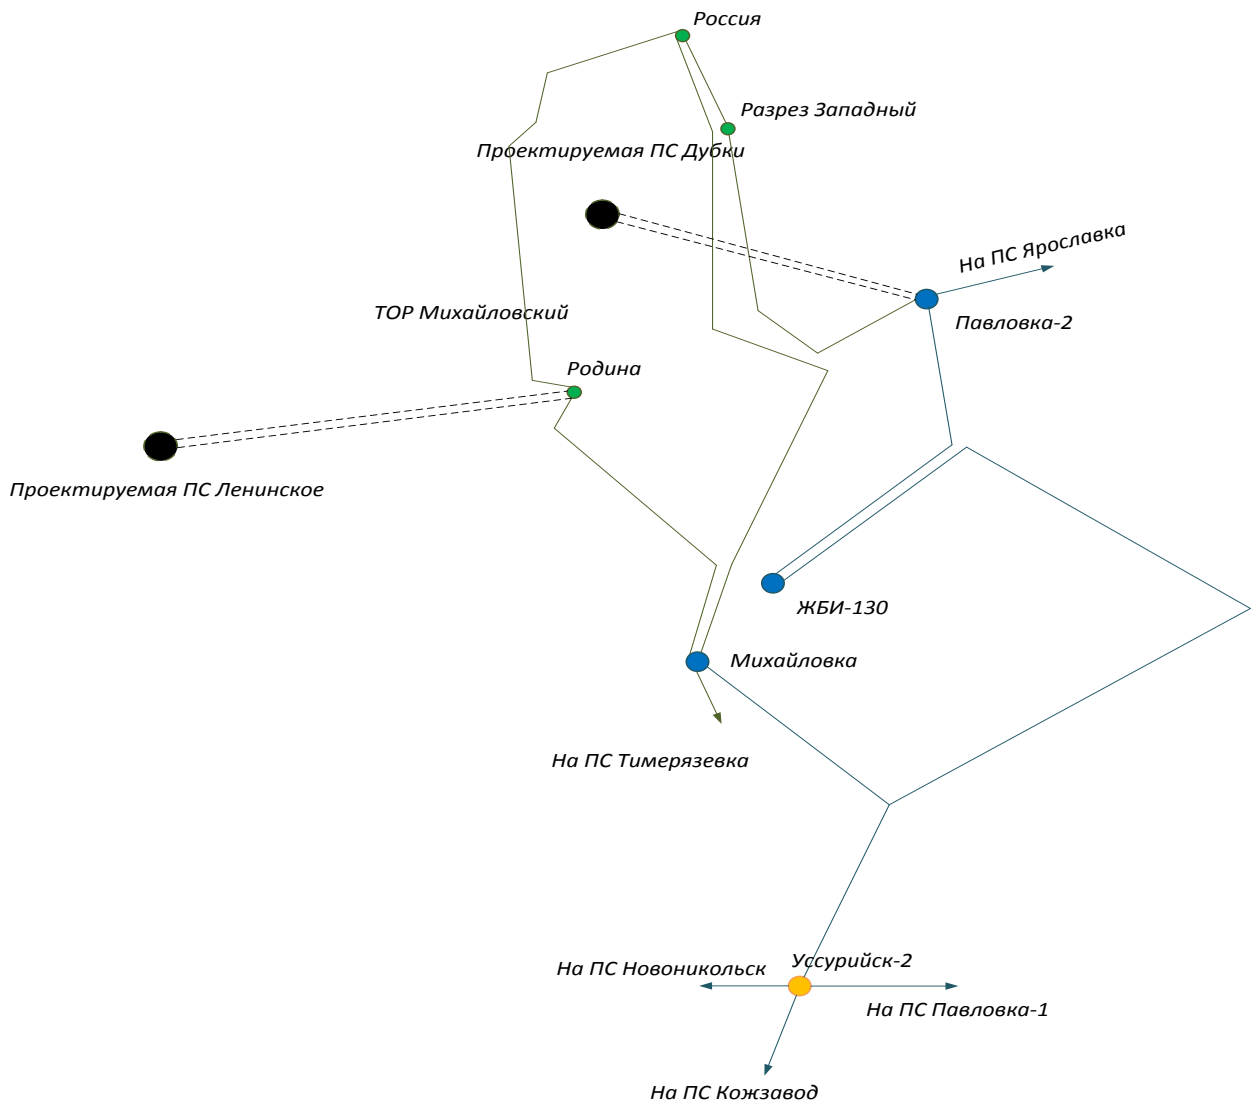 Россия
Разрез Западный
Проектируемая ПС Дубки
На ПС Ярославка
ТОР Михайловский
Павловка-2
Родина
Проектируемая ПС Ленинское
ЖБИ-130
Михайловка
На ПС Тимерязевка
Уссурийск-2
На ПС Новоникольск
На ПС Павловка-1
На ПС Кожзавод